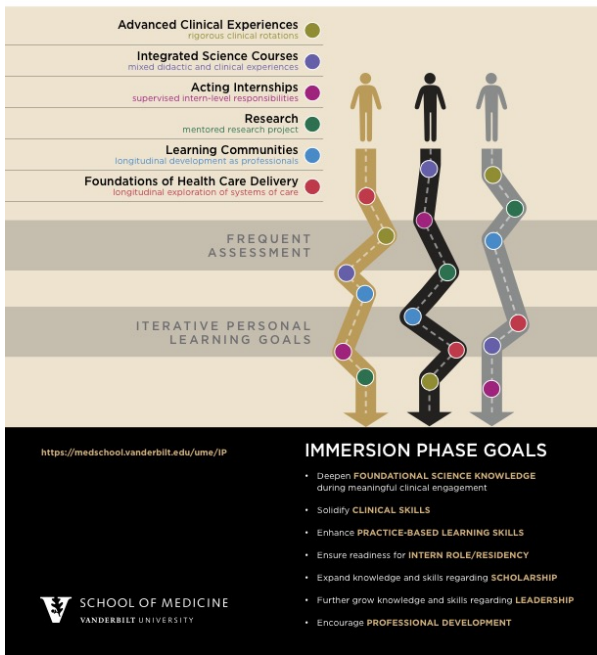 Advanced Clinical Experiences
rigorous clinical rotations
Integrated Science Courses
mixed didactic and clinical experiences
Acting Internships
supervised intern-level responsibilities
Research
mentored research project
Learning Communities
longitudinal development as professionals
Foundations of Health Care Delivery
longitudinal exploration of systems of care
FREQUENT
ASSESSMENT
ITERATIVE PERSONAL
LEARNING GOALS
https://medschool.vanderbilt.edu/ume/IP
IMMERSION PHASE GOALS
• Deepen FOUNDATIONAL SCIENCE KNOWLEDGE
during meaningful clinical engagement
• Solidify CLINICAL SKILLS
• Enhance PRACTICE-BASED LEARNING SKILLS
• Ensure readiness for INTERN ROLE/RESIDENCY
• Expand knowledge and skills regarding SCHOLARSHIP
• Further grow knowledge and skills regarding LEADERSHIP
• Encourage PROFESSIONAL DEVELOPMENT
V SCHOOL OF MEDICINE
VANDERBILT UNIVERSITY